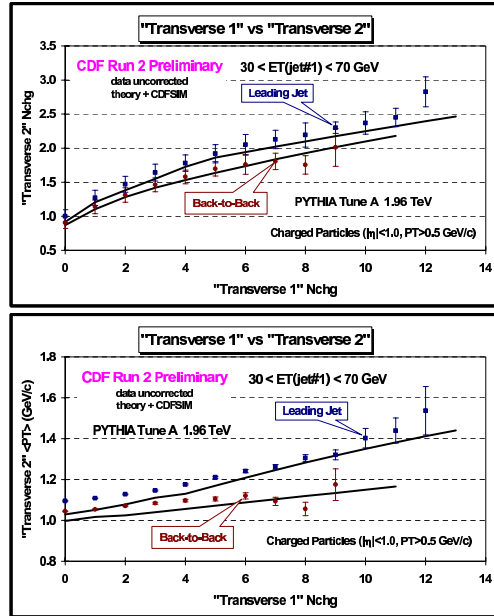 "Transverse 1" vs "Transverse 2"
3.5
3.0
2.5
2.0
1.5
1.0
0.5
"Transverse 2" Nchg
CDF Run 2 Preliminary
data uncorrected
theory + CDFSIM
30 < ET(jet#1) < 70 GeV
Leading Jet
Back-to-Back
PYTHIA Tune A 1.96 TeV
Charged Particles (|η|<1.0, PT>0.5 GeV/c)
0 2 4 6 8 10 12 14
"Transverse 1" Nchg
"Transverse 1" vs "Transverse 2"
1.8
1.6
1.4
1.2
1.0
0.8
"Transverse 2" <PT> (GeV/c)
CDF Run 2 Preliminary
data uncorrected
theory + CDFSIM
30 < ET(jet#1) < 70 GeV
PYTHIA Tune A 1.96 TeV
Leading Jet
Back-to-Back
Charged Particles (|η|<1.0, PT>0.5 GeV/c)
0 2 4 6 8 10 12 14
"Transverse 1" Nchg